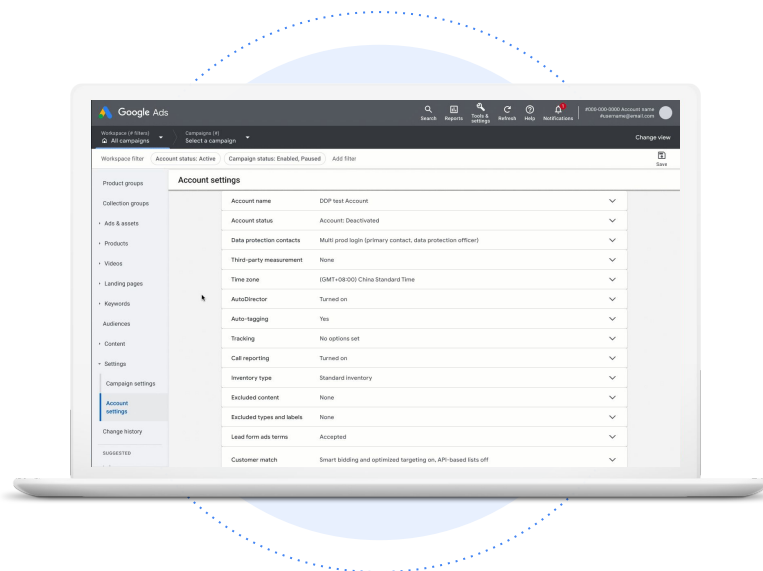 Google Ads
Search
Reports
Tools &
settings
Refresh
Help
Notifications
1
#000-000-0000 Account name
#username@email.com
Workspace (# filters)
All campaigns
Campaigns (#)
Select a campaign
Change view
Workspace filter
Account status: Active
Campaign status: Enabled, Paused
Add filter
Save
Product groups
Collection groups
Ads & assets
Products
Videos
Landing pages
Keywords
Audiences
Content
Settings
Campaign settings
Account
settings
Change history
SUGGESTED
Account settings
Account name DDP test Account
Account status Account: Deactivated
Data protection contacts Multi prod login (primary contact, data protection officer)
Third-party measurement None
Time zone (GMT+08:00) China Standard Time
AutoDirector Turned on
Auto-tagging Yes
Tracking No options set
Call reporting Turned on
Inventory type Standard inventory
Excluded content None
Excluded types and labels None
Lead form ads terms Accepted
Customer match Smart bidding and optimized targeting on, API-based lists off